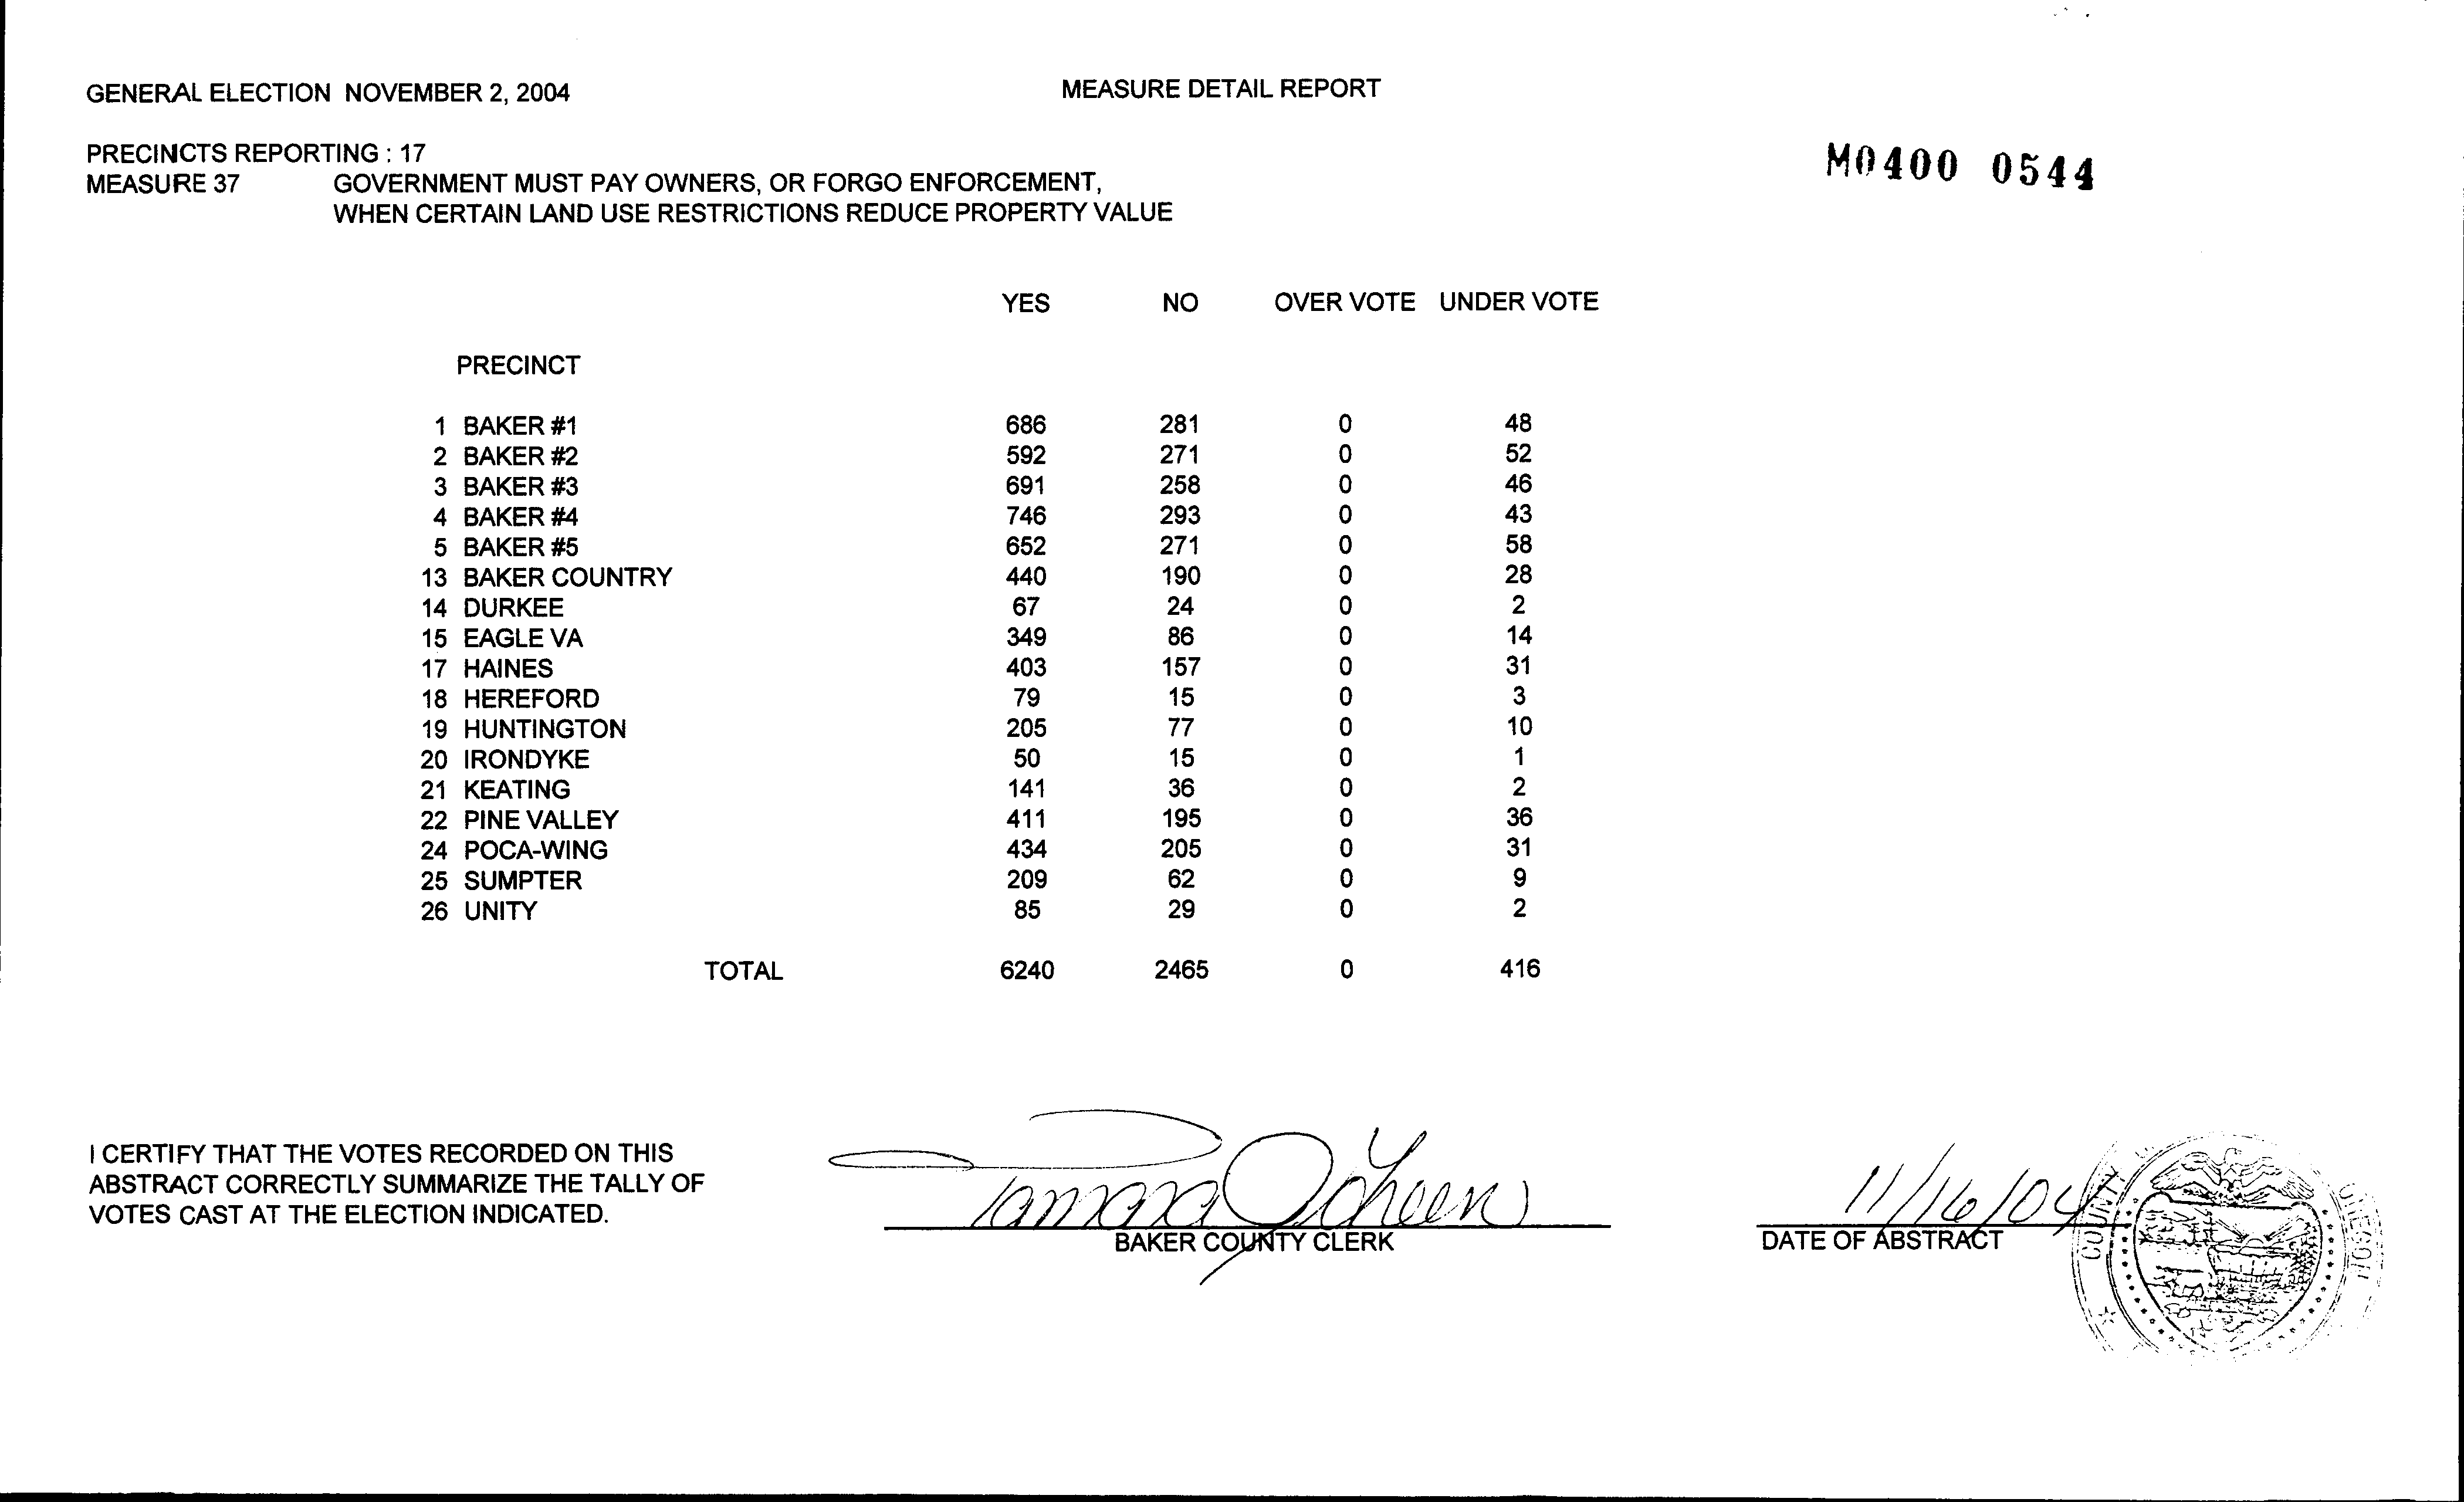 GENERAL ELECTION NOVEMBER 2, 2004
MEASURE DETAIL REPORT
PRECINCTS REPORTING : 17
M0400 0544
MEASURE 37 GOVERNMENT MUST PAY OWNERS, OR FORGO ENFORCEMENT,
WHEN CERTAIN LAND USE RESTRICTIONS REDUCE PROPERTY VALUE
YES NO OVER VOTE UNDER VOTE
PRECINCT
1 BAKER #1 686 281 0 48
2 BAKER #2 592 271 0 52
3 BAKER #3 691 258 0 46
4 BAKER #4 746 293 0 43
5 BAKER #5 652 271 0 58
13 BAKER COUNTRY 440 190 0 28
14 DURKEE 67 24 0 2
15 EAGLE VA 349 86 0 14
17 HAINES 403 157 0 31
18 HEREFORD 79 15 0 3
19 HUNTINGTON 205 77 0 10
20 IRONDYKE 50 15 0 1
21 KEATING 141 36 0 2
22 PINE VALLEY 411 195 0 36
24 POCA-WING 434 205 0 31
25 SUMPTER 209 62 0 9
26 UNITY 85 29 0 2
TOTAL 6240 2465 0 416
I CERTIFY THAT THE VOTES RECORDED ON THIS
ABSTRACT CORRECTLY SUMMARIZE THE TALLY OF
VOTES CAST AT THE ELECTION INDICATED.
Tamara
BAKER COUNTY CLERK
11/16/04
DATE OF ABSTRACT
COUNTY
OREGON